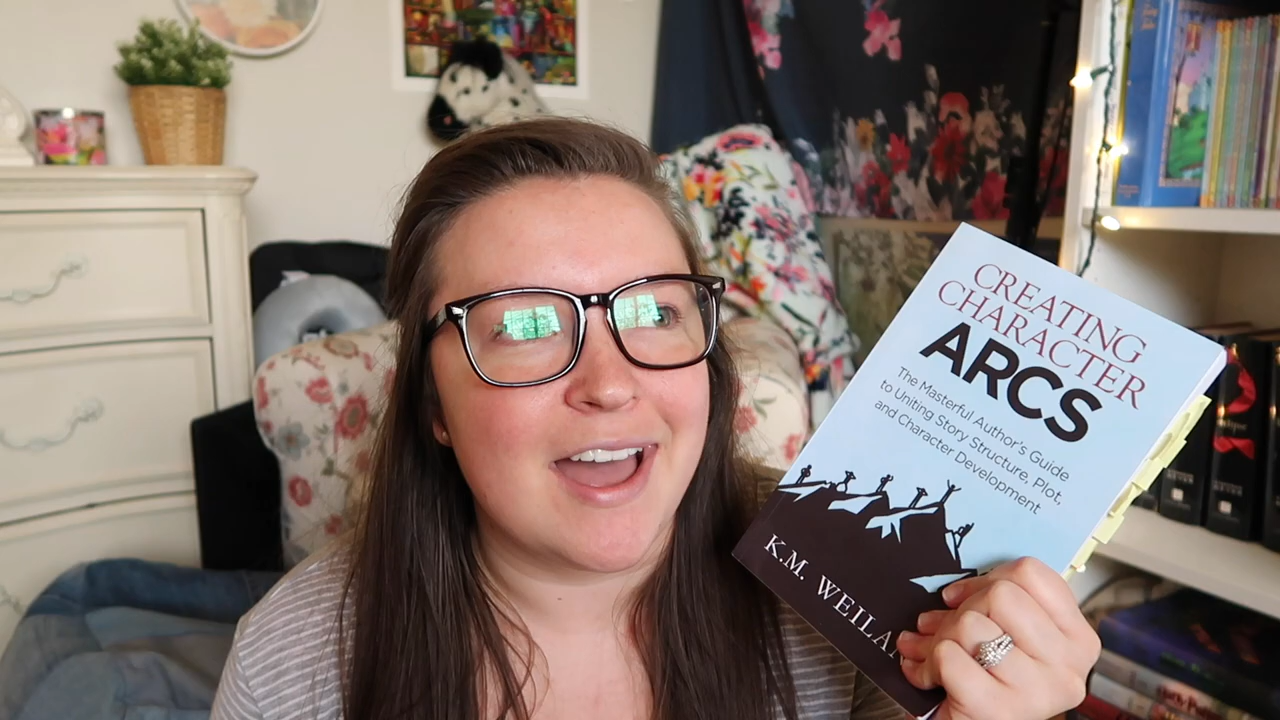 CREATING
CHARACTER
ARCS
The Masterful Author's Guide
to Uniting Story Structure, Plot,
and Character Development
K.M. WEILA